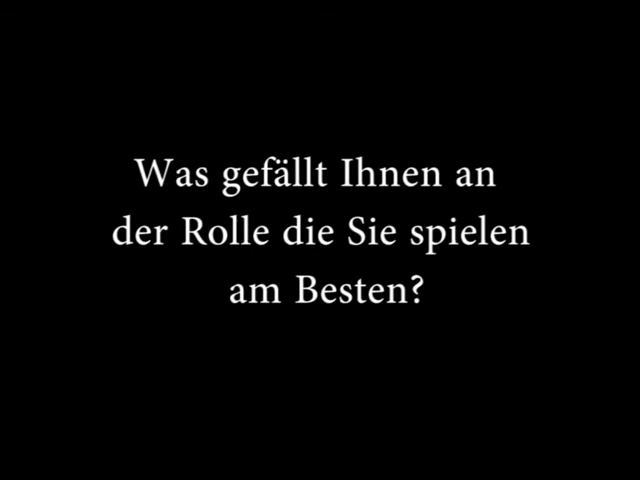 Was gefällt Ihnen an
der Rolle die Sie spielen
am Besten?